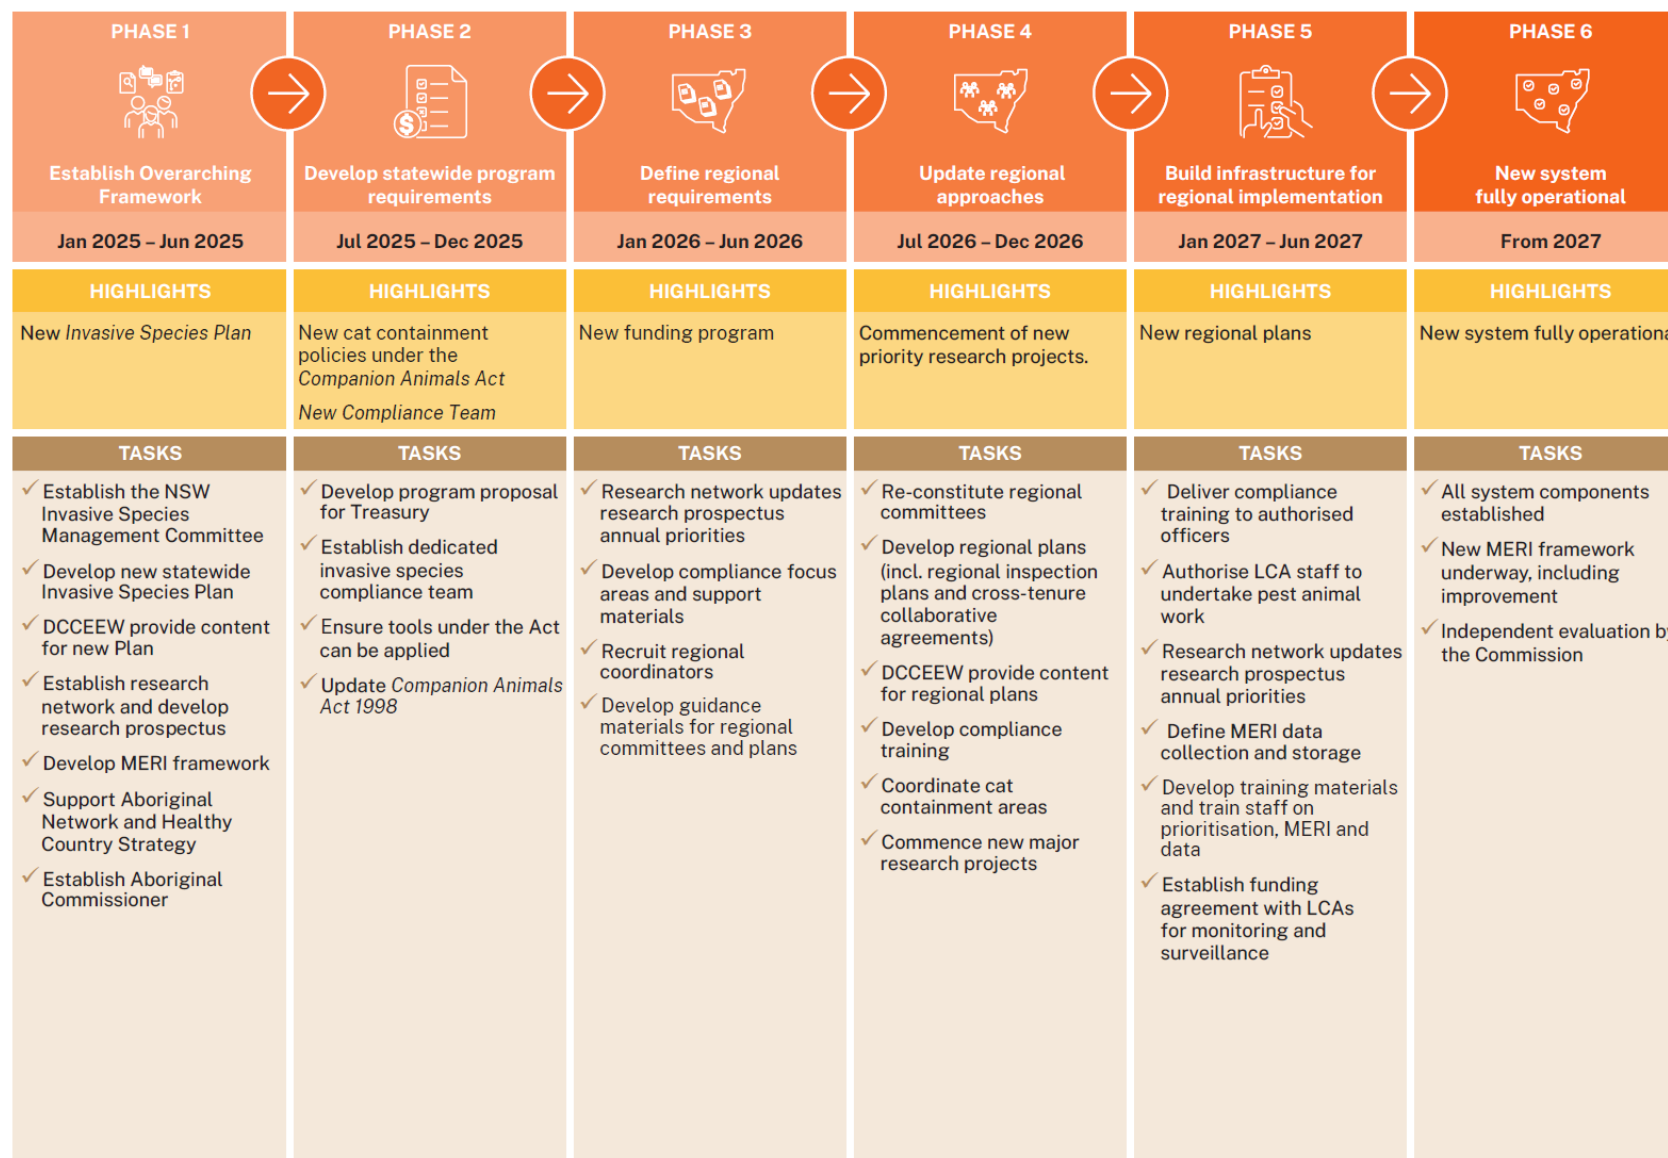 PHASE 1
Establish Overarching
Framework
Jan 2025 – Jun 2025
HIGHLIGHTS
New Invasive Species Plan
TASKS
✓ Establish the NSW
Invasive Species
Management Committee
✓ Develop new statewide
Invasive Species Plan
✓ DCCEEW provide content
for new Plan
✓ Establish research
network and develop
research prospectus
✓ Develop MERI framework
✓ Support Aboriginal
Network and Healthy
Country Strategy
✓ Establish Aboriginal
Commissioner
PHASE 2
$
Develop statewide program
requirements
Jul 2025 – Dec 2025
HIGHLIGHTS
New cat containment
policies under the
Companion Animals Act
New Compliance Team
TASKS
✓ Develop program proposal
for Treasury
✓ Establish dedicated
invasive species
compliance team
✓ Ensure tools under the Act
can be applied
✓ Update Companion Animals
Act 1998
PHASE 3
Define regional
requirements
Jan 2026 – Jun 2026
HIGHLIGHTS
New funding program
TASKS
✓ Research network updates
research prospectus
annual priorities
✓ Develop compliance focus
areas and support
materials
✓ Recruit regional
coordinators
✓ Develop guidance
materials for regional
committees and plans
PHASE 4
Update regional
approaches
Jul 2026 – Dec 2026
HIGHLIGHTS
Commencement of new
priority research projects.
TASKS
✓ Re-constitute regional
committees
✓ Develop regional plans
(incl. regional inspection
plans and cross-tenure
collaborative
agreements)
✓ DCCEEW provide content
for regional plans
✓ Develop compliance
training
✓ Coordinate cat
containment areas
✓ Commence new major
research projects
PHASE 5
Build infrastructure for
regional implementation
Jan 2027 – Jun 2027
HIGHLIGHTS
New regional plans
TASKS
✓ Deliver compliance
training to authorised
officers
✓ Authorise LCA staff to
undertake pest animal
work
✓ Research network updates
research prospectus
annual priorities
✓ Define MERI data
collection and storage
✓ Develop training materials
and train staff on
prioritisation, MERI and
data
✓ Establish funding
agreement with LCAs
for monitoring and
surveillance
PHASE 6
New system
fully operational
From 2027
HIGHLIGHTS
New system fully operationa
TASKS
✓ All system components
established
✓ New MERI framework
underway, including
improvement
✓ Independent evaluation by
the Commission